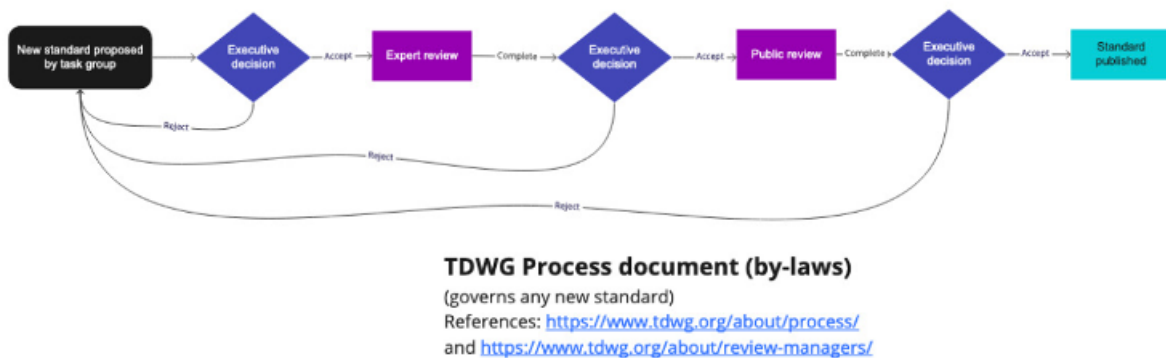 New standard proposed
by task group
Executive
decision
Accept
Expert review
Complete
Executive
decision
Accept
Public review
Complete
Executive
decision
Accept
Standard
published
Reject
Reject
Reject
TDWG Process document (by-laws)
(governs any new standard)
References: https://www.tdwg.org/about/process/
and https://www.tdwg.org/about/review-managers/